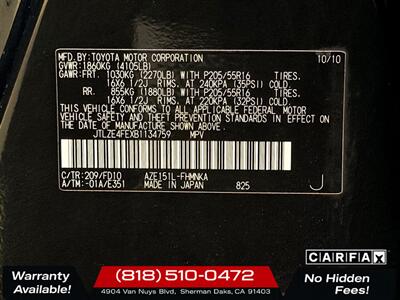 MFD. BY: TOYOTA MOTOR CORPORATION 10/10
GVWR: 1860KG (4105LB)
GAWR: FRT. 1030KG (2270LB) WITH P205/55R16 TIRES.
16X6 1/2J RIMS. AT 240KPA (35PSI) COLD.
RR. 855KG (1880LB) WITH P205/55R16 TIRES.
16X6 1/2J RIMS. AT 220KPA (32PSI) COLD.
THIS VEHICLE CONFORMS TO ALL APPLICABLE FEDERAL MOTOR
VEHICLE SAFETY AND THEFT PREVENTION STANDARDS IN
EFFECT ON THE DATE OF MANUFACTURE SHOWN ABOVE.
JTLZE4FEXB1134759 MPV
C/TR: 209/FD10 AZE151L-FHMNKA
A/TM: -01A/E351 MADE IN JAPAN 825 J
CARFAX
Warranty
Available!
(818) 510-0472
4904 Van Nuys Blvd, Sherman Oaks, CA 91403
No Hidden
Fees!